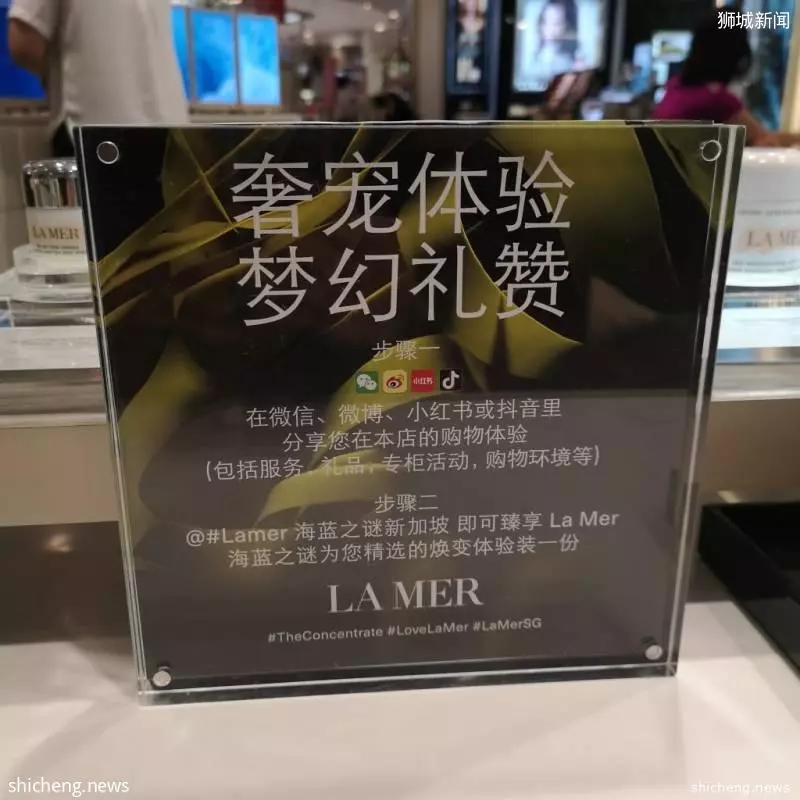 狮城新闻
奢宠体验
梦幻礼赞
步骤一
小红书
在微信、微博、小红书或抖音里
分享您在本店的购物体验
(包括服务, 礼品, 专柜活动, 购物环境等)
步骤二
@#Lamer 海蓝之谜新加坡 即可臻享 La Mer
海蓝之谜为您精选的焕变体验装一份
LA MER
#TheConcentrate #LoveLaMer #LaMerSG
LA MER
LA MER
shicheng.news
shicheng.news